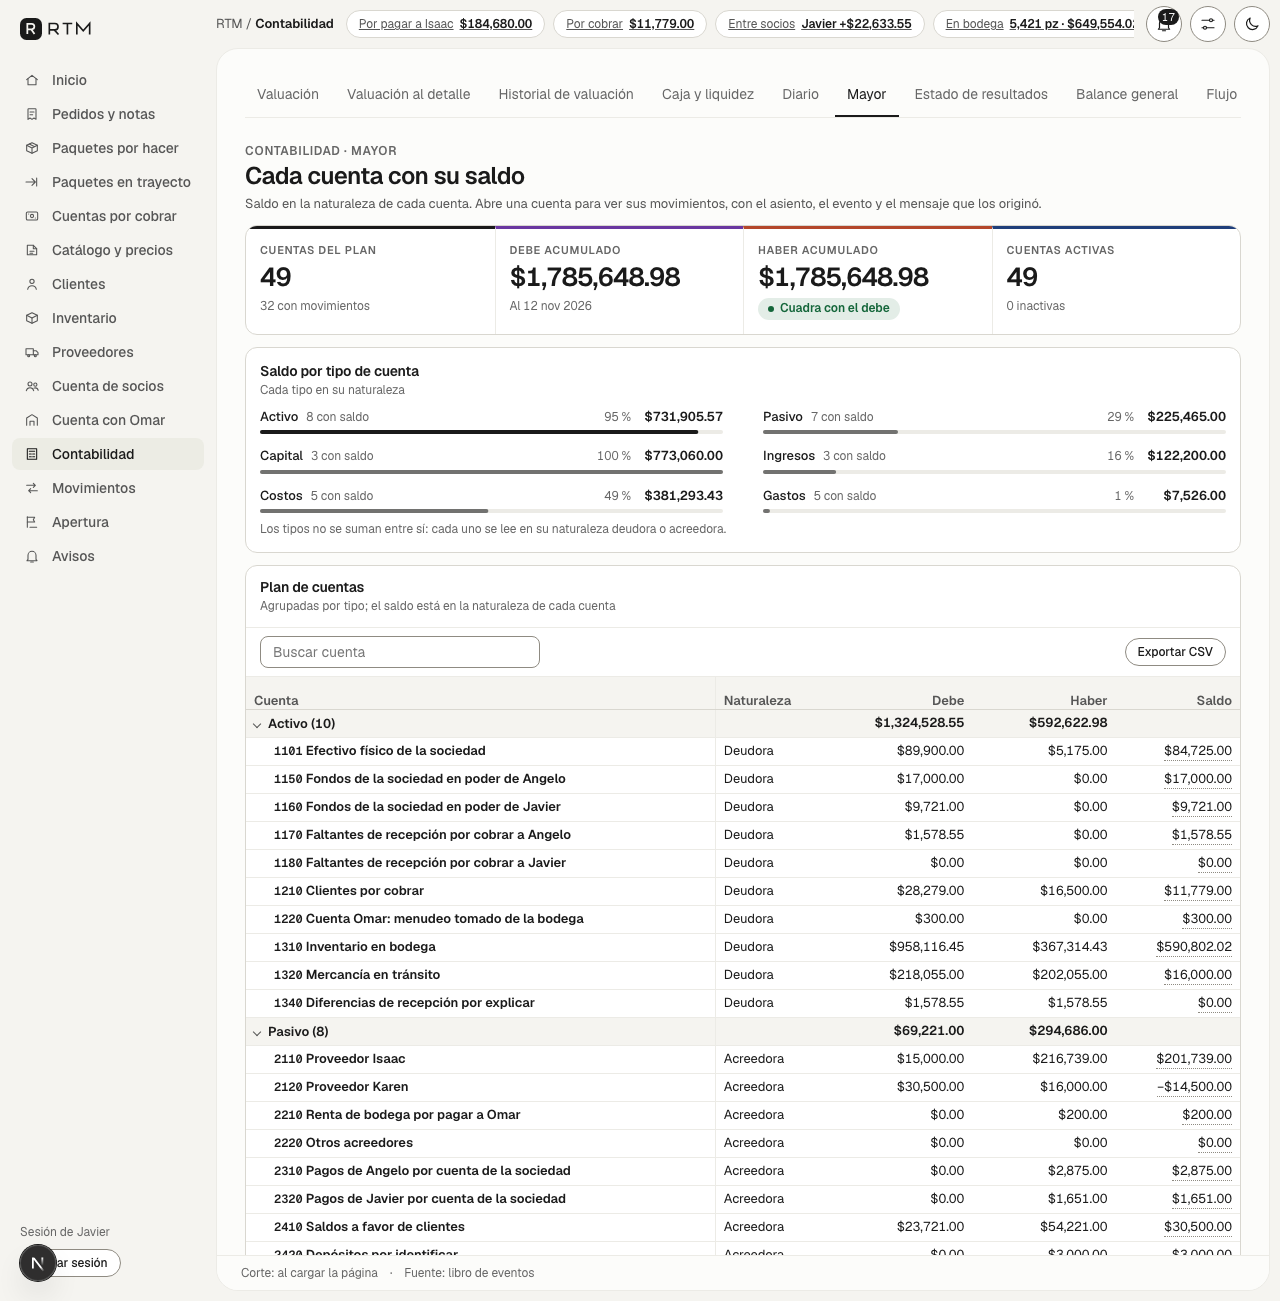 R RTM
RTM / Contabilidad
Por pagar a Isaac $184,680.00
Por cobrar $11,779.00
Entre socios Javier +$22,633.55
En bodega 5,421 pz · $649,554.02
17
Inicio
Pedidos y notas
Paquetes por hacer
Paquetes en trayecto
Cuentas por cobrar
Catálogo y precios
Clientes
Inventario
Proveedores
Cuenta de socios
Cuenta con Omar
Contabilidad
Movimientos
Apertura
Avisos
Sesión de Javier
N
ar sesión
Valuación Valuación al detalle Historial de valuación Caja y liquidez Diario Mayor Estado de resultados Balance general Flujo
CONTABILIDAD · MAYOR
Cada cuenta con su saldo
Saldo en la naturaleza de cada cuenta. Abre una cuenta para ver sus movimientos, con el asiento, el evento y el mensaje que los originó.
CUENTAS DEL PLAN
49
32 con movimientos
DEBE ACUMULADO
$1,785,648.98
Al 12 nov 2026
HABER ACUMULADO
$1,785,648.98
Cuadra con el debe
CUENTAS ACTIVAS
49
0 inactivas
Saldo por tipo de cuenta
Cada tipo en su naturaleza
Activo 8 con saldo 95 % $731,905.57
Pasivo 7 con saldo 29 % $225,465.00
Capital 3 con saldo 100 % $773,060.00
Ingresos 3 con saldo 16 % $122,200.00
Costos 5 con saldo 49 % $381,293.43
Gastos 5 con saldo 1 % $7,526.00
Los tipos no se suman entre sí: cada uno se lee en su naturaleza deudora o acreedora.
Plan de cuentas
Agrupadas por tipo; el saldo está en la naturaleza de cada cuenta
Buscar cuenta
Exportar CSV
Cuenta Naturaleza Debe Haber Saldo
Activo (10) $1,324,528.55 $592,622.98
1101 Efectivo físico de la sociedad Deudora $89,900.00 $5,175.00 $84,725.00
1150 Fondos de la sociedad en poder de Angelo Deudora $17,000.00 $0.00 $17,000.00
1160 Fondos de la sociedad en poder de Javier Deudora $9,721.00 $0.00 $9,721.00
1170 Faltantes de recepción por cobrar a Angelo Deudora $1,578.55 $0.00 $1,578.55
1180 Faltantes de recepción por cobrar a Javier Deudora $0.00 $0.00 $0.00
1210 Clientes por cobrar Deudora $28,279.00 $16,500.00 $11,779.00
1220 Cuenta Omar: menudeo tomado de la bodega Deudora $300.00 $0.00 $300.00
1310 Inventario en bodega Deudora $958,116.45 $367,314.43 $590,802.02
1320 Mercancía en tránsito Deudora $218,055.00 $202,055.00 $16,000.00
1340 Diferencias de recepción por explicar Deudora $1,578.55 $1,578.55 $0.00
Pasivo (8) $69,221.00 $294,686.00
2110 Proveedor Isaac Acreedora $15,000.00 $216,739.00 $201,739.00
2120 Proveedor Karen Acreedora $30,500.00 $16,000.00 −$14,500.00
2210 Renta de bodega por pagar a Omar Acreedora $0.00 $200.00 $200.00
2220 Otros acreedores Acreedora $0.00 $0.00 $0.00
2310 Pagos de Angelo por cuenta de la sociedad Acreedora $0.00 $2,875.00 $2,875.00
2320 Pagos de Javier por cuenta de la sociedad Acreedora $0.00 $1,651.00 $1,651.00
2410 Saldos a favor de clientes Acreedora $23,721.00 $54,221.00 $30,500.00
2420 Depósitos por identificar Acreedora $0.00 $3,000.00 $3,000.00
Corte: al cargar la página · Fuente: libro de eventos